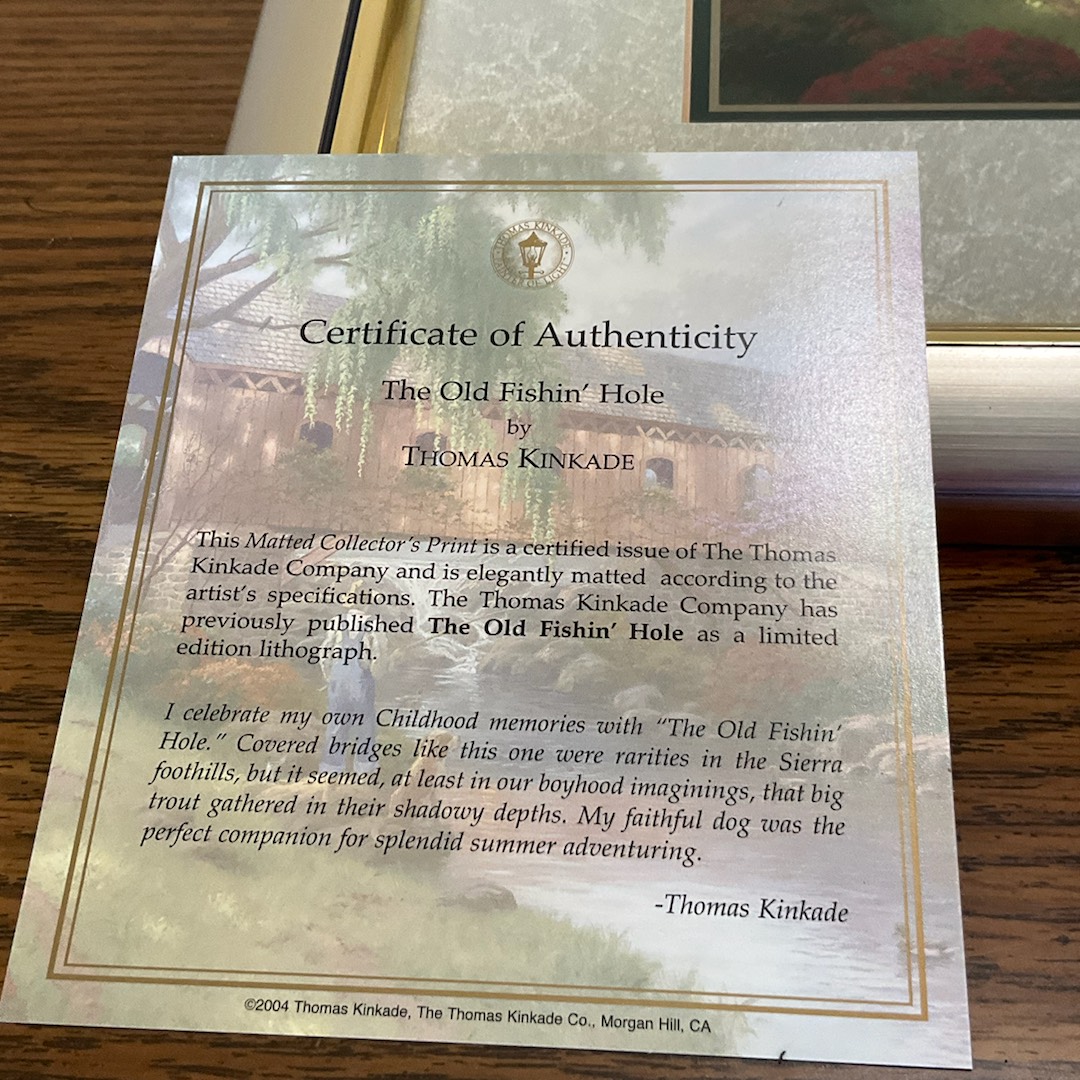 THOMAS KINKADE
PAINTER OF LIGHT
Certificate of Authenticity
The Old Fishin' Hole
by
THOMAS KINKADE
This Matted Collector's Print is a certified issue of The Thomas
Kinkade Company and is elegantly matted according to the
artist's specifications. The Thomas Kinkade Company has
previously published The Old Fishin' Hole as a limited
edition lithograph.
I celebrate my own Childhood memories with "The Old Fishin'
Hole." Covered bridges like this one were rarities in the Sierra
foothills, but it seemed, at least in our boyhood imaginings, that big
trout gathered in their shadowy depths. My faithful dog was the
perfect companion for splendid summer adventuring.
-Thomas Kinkade
©2004 Thomas Kinkade, The Thomas Kinkade Co., Morgan Hill, CA